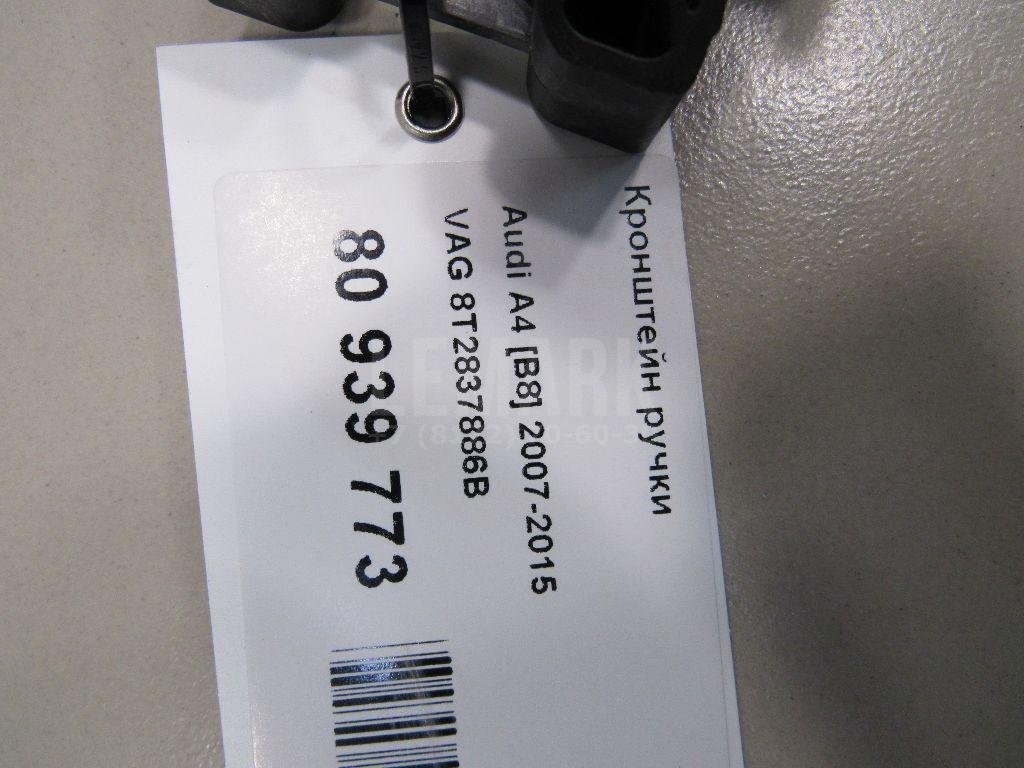 Кронштейн ручки
Audi A4 [B8] 2007-2015
VAG 8T2837886B
80 939 773